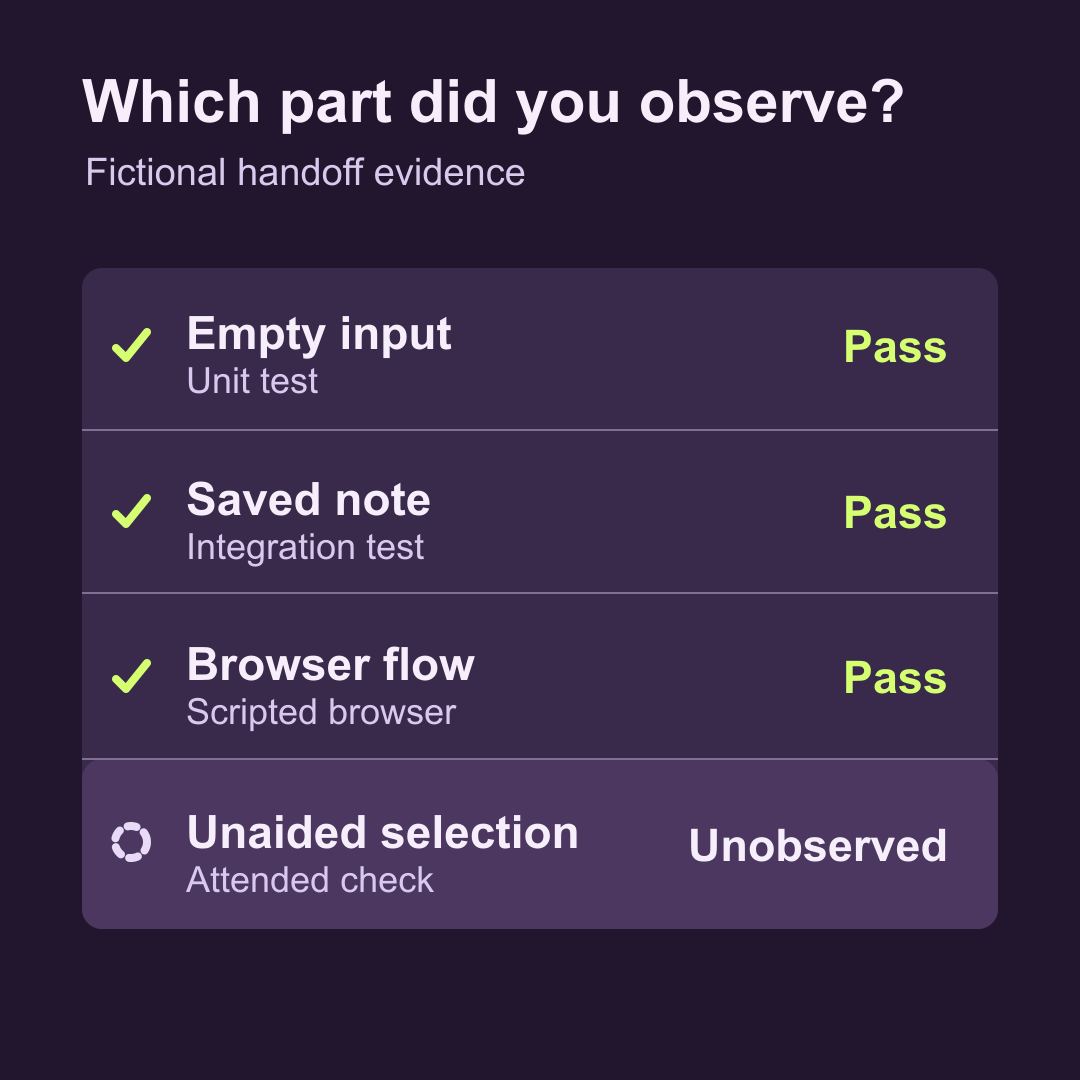 Which part did you observe?
Fictional handoff evidence
Empty input
Unit test
Pass
Saved note
Integration test
Pass
Browser flow
Scripted browser
Pass
Unaided selection
Attended check
Unobserved